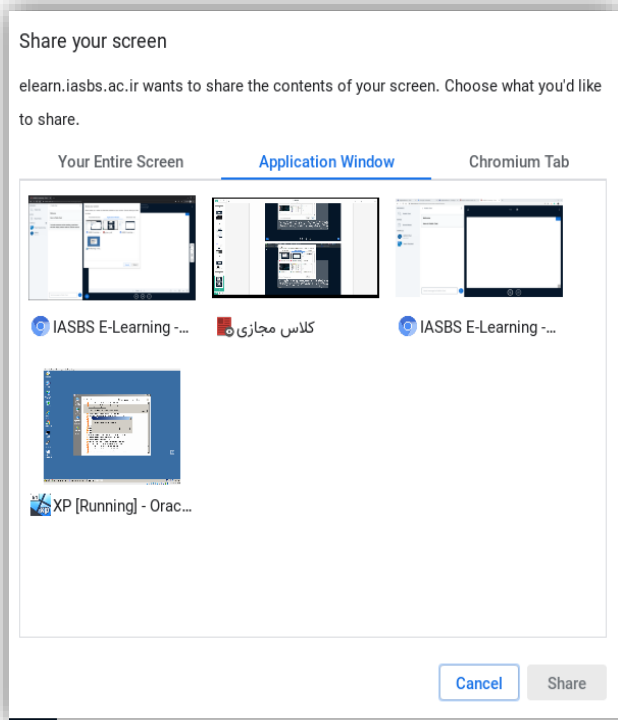 Share your screen
elearn.iasbs.ac.ir wants to share the contents of your screen. Choose what you'd like
to share.
Your Entire Screen Application Window Chromium Tab
IASBS E-Learning -... کلاس مجازی IASBS E-Learning -...
XP [Running] - Orac...
Cancel Share